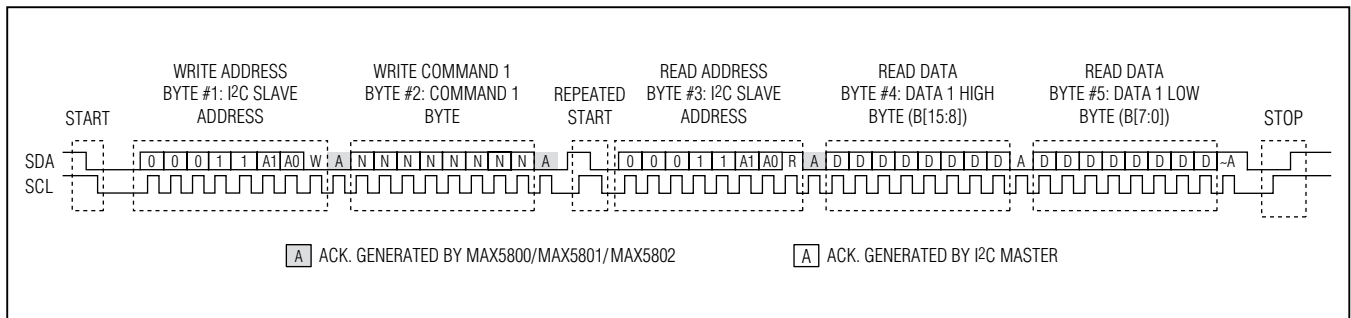 WRITE ADDRESS
BYTE #1: I²C SLAVE
ADDRESS
WRITE COMMAND 1
BYTE #2: COMMAND 1
BYTE
READ ADDRESS
BYTE #3: I²C SLAVE
ADDRESS
READ DATA
BYTE #4: DATA 1 HIGH
BYTE (B[15:8])
READ DATA
BYTE #5: DATA 1 LOW
BYTE (B[7:0])
START
REPEATED
START
STOP
SDA 0 0 0 1 1 A1 A0 W A N N N N N N N N A 0 0 0 1 1 A1 A0 R A D D D D D D D D A D D D D D D D D ~A
SCL
A ACK. GENERATED BY MAX5800/MAX5801/MAX5802
A ACK. GENERATED BY I²C MASTER